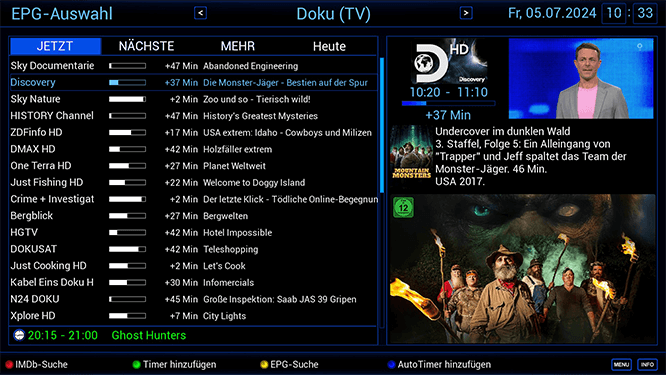 EPG-Auswahl < Doku (TV) > Fr, 05.07.2024 10 : 33
JETZT NÄCHSTE MEHR Heute
Sky Documentarie +47 Min Abandoned Engineering
Discovery +37 Min Die Monster-Jäger - Bestien auf der Spur
Sky Nature +2 Min Zoo und so - Tierisch wild!
HISTORY Channel +47 Min History's Greatest Mysteries
ZDFinfo HD +17 Min USA extrem: Idaho - Cowboys und Milizen
DMAX HD +42 Min Holzfäller extrem
One Terra HD +27 Min Planet Weltweit
Just Fishing HD +22 Min Welcome to Doggy Island
Crime + Investigat +2 Min Der letzte Klick - Tödliche Online-Begegnun
Bergblick +27 Min Bergwelten
HGTV +42 Min Hotel Impossible
DOKUSAT +42 Min Teleshopping
Just Cooking HD +2 Min Let's Cook
Kabel Eins Doku H +30 Min Infomercials
N24 DOKU +45 Min Große Inspektion: Saab JAS 39 Gripen
Xplore HD +7 Min City Lights
20:15 - 21:00 Ghost Hunters
D HD
Discovery
10:20 - 11:10
+37 Min
MOUNTAIN
MONSTERS
Undercover im dunklen Wald
3. Staffel, Folge 5: Ein Alleingang von
"Trapper" und Jeff spaltet das Team der
Monster-Jäger. 46 Min.
USA 2017.
12
IMDb-Suche Timer hinzufügen EPG-Suche AutoTimer hinzufügen MENU INFO